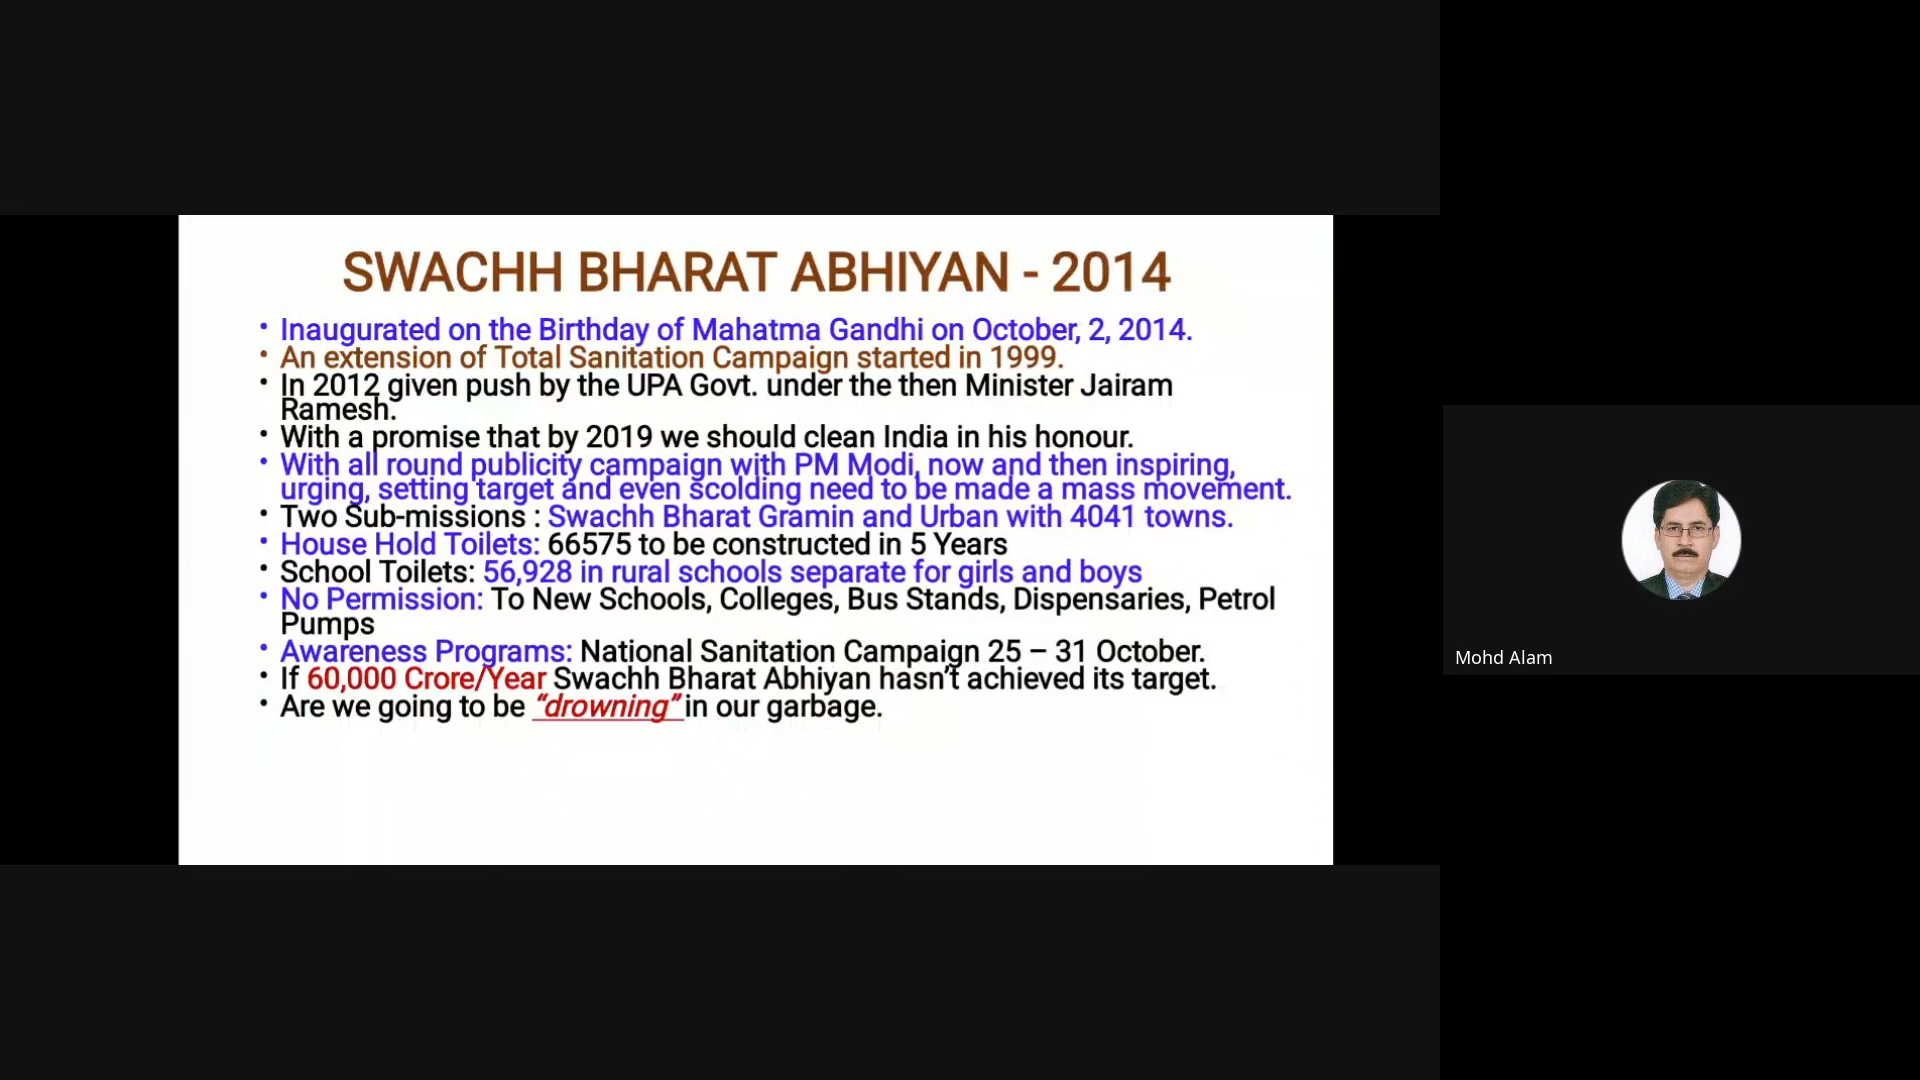 SWACHH BHARAT ABHIYAN - 2014
• Inaugurated on the Birthday of Mahatma Gandhi on October, 2, 2014.
• An extension of Total Sanitation Campaign started in 1999.
• In 2012 given push by the UPA Govt. under the then Minister Jairam
Ramesh.
• With a promise that by 2019 we should clean India in his honour.
• With all round publicity campaign with PM Modi, now and then inspiring,
urging, setting target and even scolding need to be made a mass movement.
• Two Sub-missions : Swachh Bharat Gramin and Urban with 4041 towns.
• House Hold Toilets: 66575 to be constructed in 5 Years
• School Toilets: 56,928 in rural schools separate for girls and boys
• No Permission: To New Schools, Colleges, Bus Stands, Dispensaries, Petrol
Pumps
• Awareness Programs: National Sanitation Campaign 25 – 31 October.
• If 60,000 Crore/Year Swachh Bharat Abhiyan hasn’t achieved its target.
• Are we going to be “drowning” in our garbage.
Mohd Alam